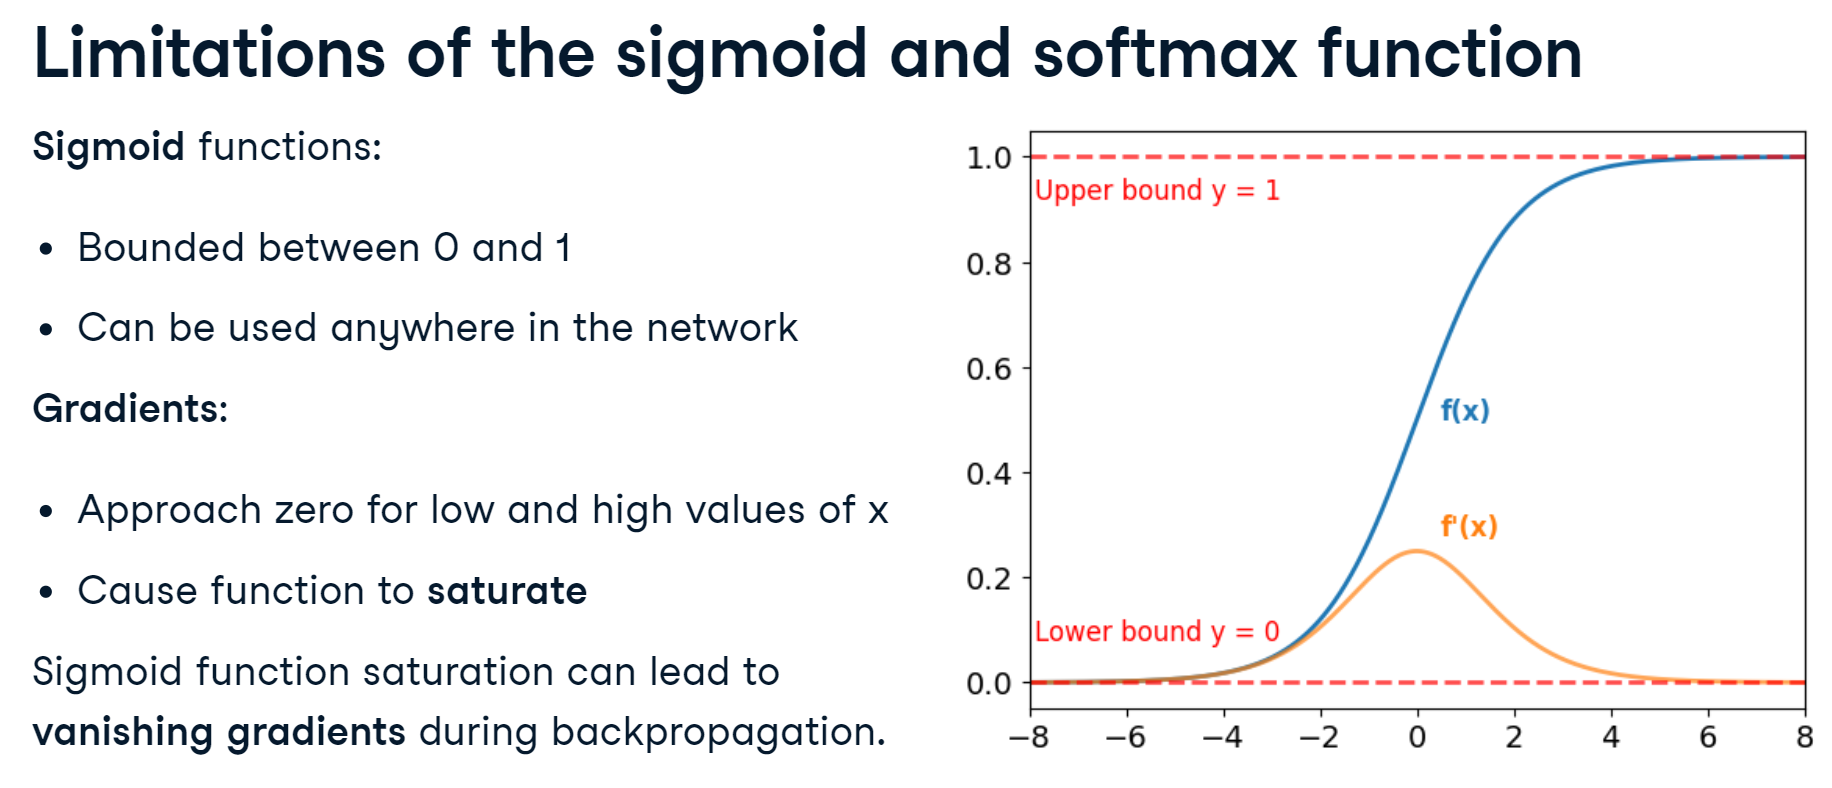 Limitations of the sigmoid and softmax function
Sigmoid functions:
• Bounded between 0 and 1
• Can be used anywhere in the network
Gradients:
• Approach zero for low and high values of x
• Cause function to saturate
Sigmoid function saturation can lead to
vanishing gradients during backpropagation.
1.0
Upper bound y = 1
0.8
0.6
f(x)
0.4
f'(x)
0.2
Lower bound y = 0
0.0
−8 −6 −4 −2 0 2 4 6 8